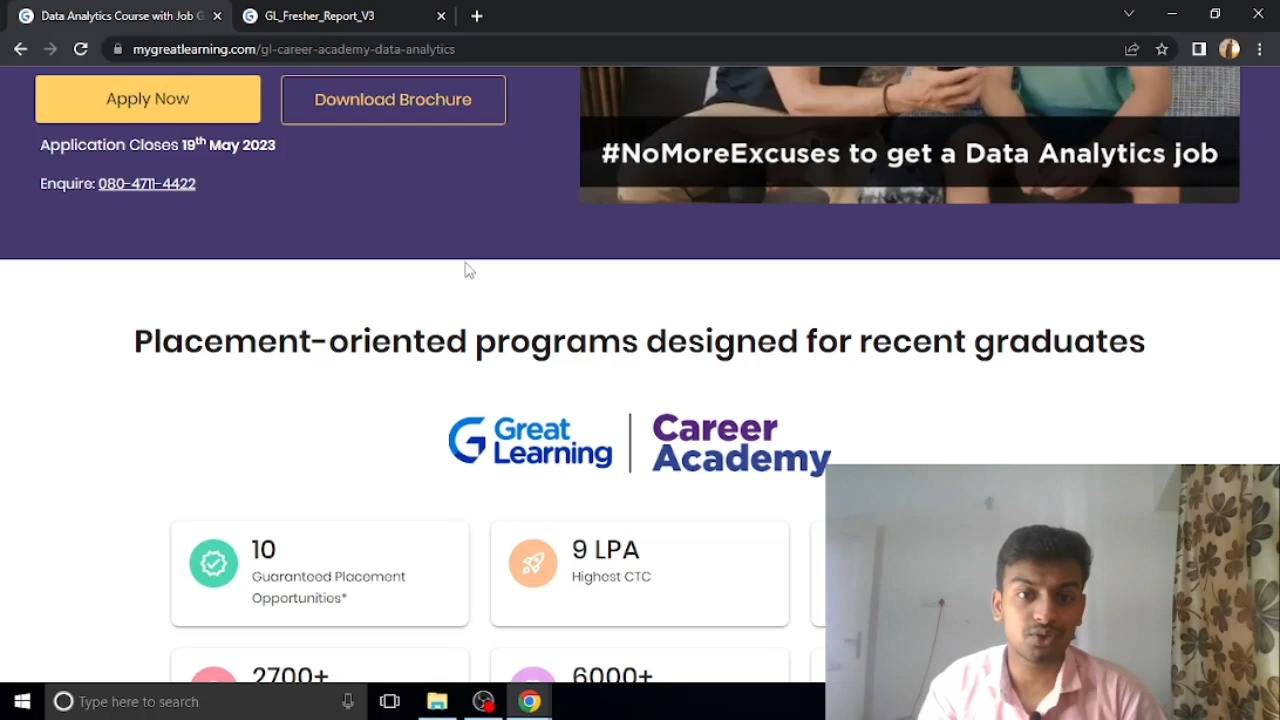 Data Analytics Course with Job G
GL_Fresher_Report_V3
mygreatlearning.com/gl-career-academy-data-analytics
Apply Now
Download Brochure
Application Closes 19th May 2023
Enquire: 080-4711-4422
#NoMoreExcuses to get a Data Analytics job
Placement-oriented programs designed for recent graduates
Great Learning
Career Academy
10
Guaranteed Placement
Opportunities*
9 LPA
Highest CTC
2700+
6000+
Type here to search